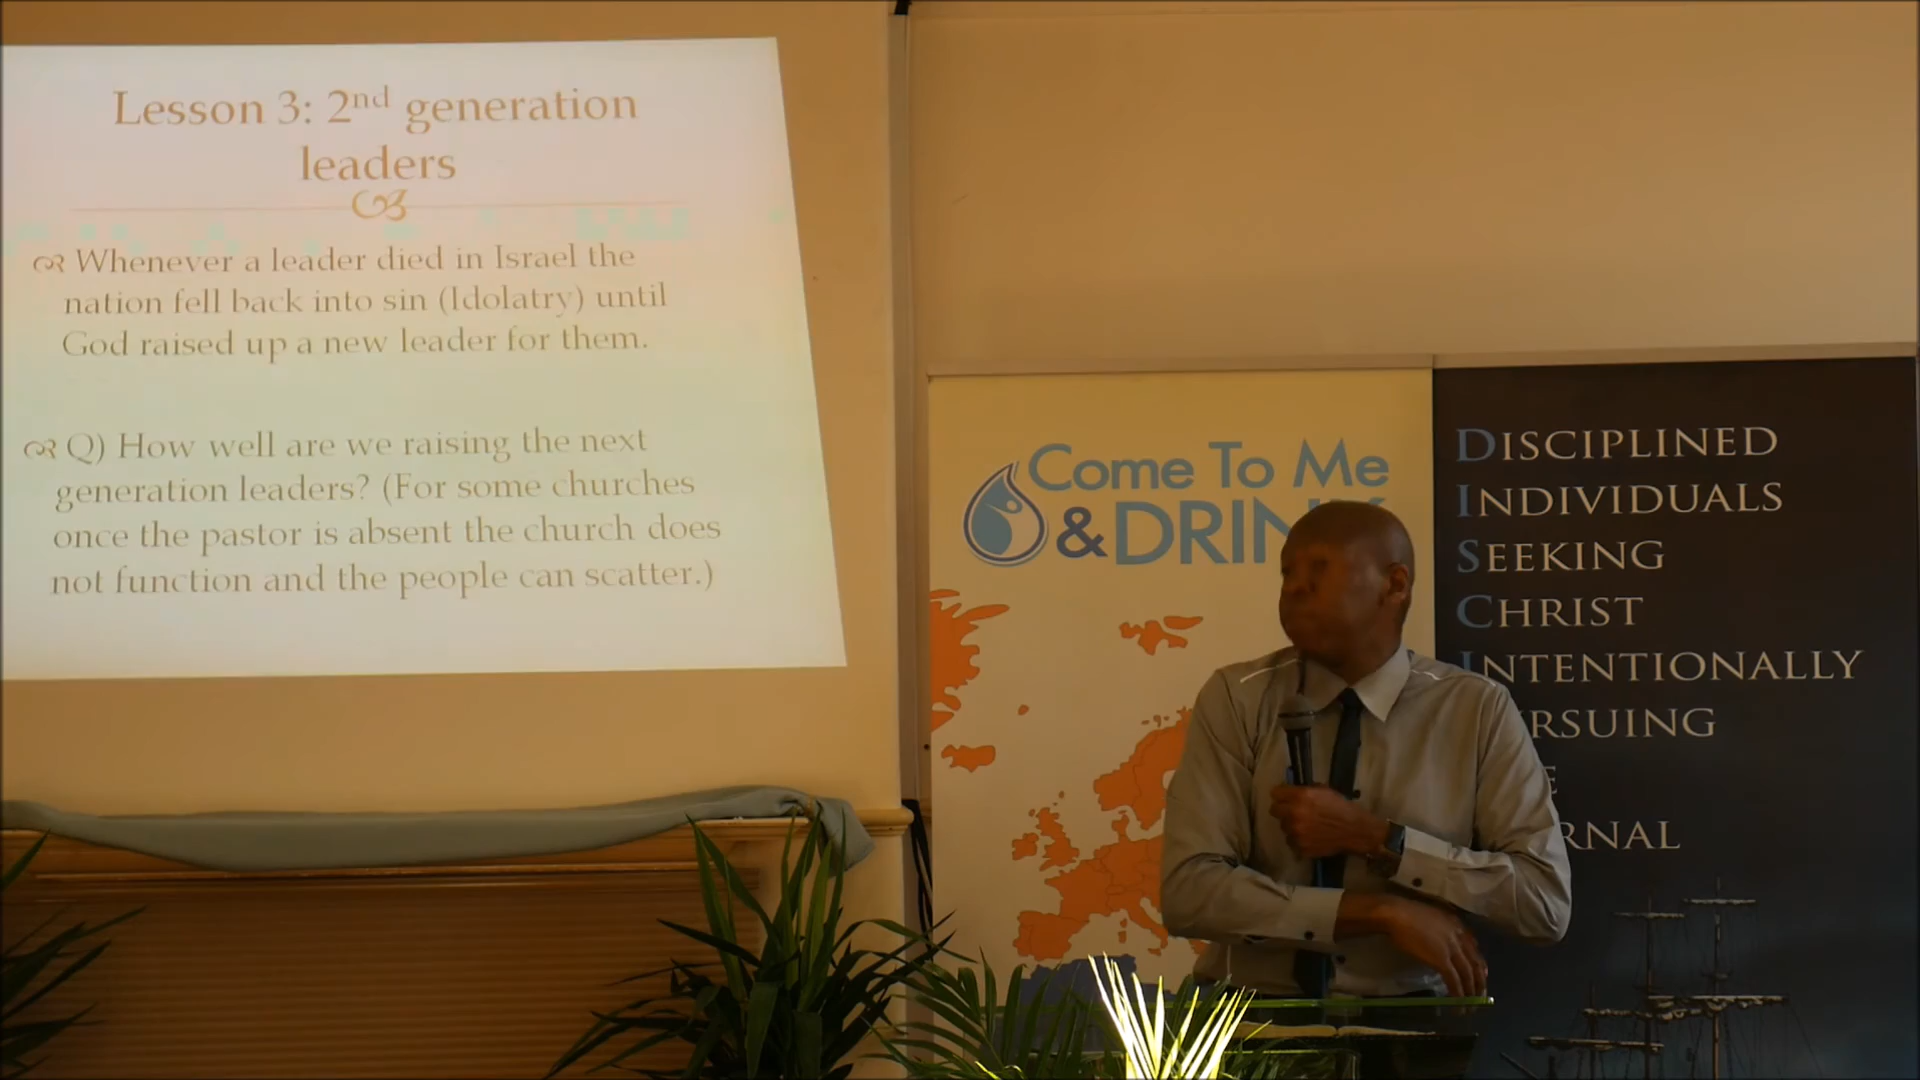 Lesson 3: 2nd generation
leaders
Whenever a leader died in Israel the
nation fell back into sin (Idolatry) until
God raised up a new leader for them.
Q) How well are we raising the next
generation leaders? (For some churches
once the pastor is absent the church does
not function and the people can scatter.)
Come To Me
& DRIN
DISCIPLINED
INDIVIDUALS
SEEKING
CHRIST
INTENTIONALLY
RSUING
E
RNAL